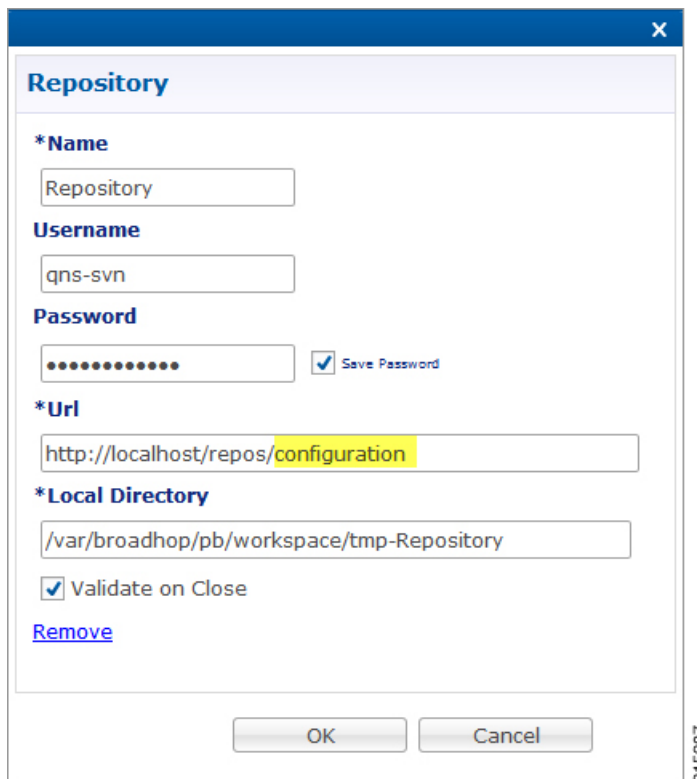 Repository
*Name
Repository
Username
qns-svn
Password
●●●●●●●●●●●●
Save Password
*Url
http://localhost/repos/configuration
*Local Directory
/var/broadhop/pb/workspace/tmp-Repository
Validate on Close
Remove
OK Cancel